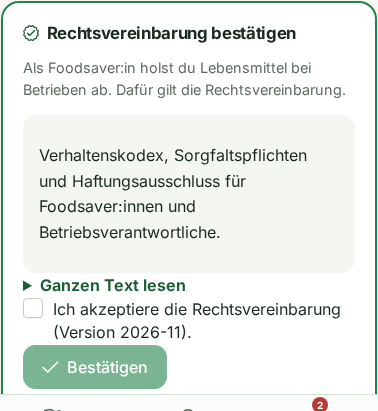 Rechtsvereinbarung bestätigen
Als Foodsaver:in holst du Lebensmittel bei
Betrieben ab. Dafür gilt die Rechtsvereinbarung.
Verhaltenskodex, Sorgfaltspflichten
und Haftungsausschluss für
Foodsaver:innen und
Betriebsverantwortliche.
Ganzen Text lesen
Ich akzeptiere die Rechtsvereinbarung
(Version 2026-11).
Bestätigen
2